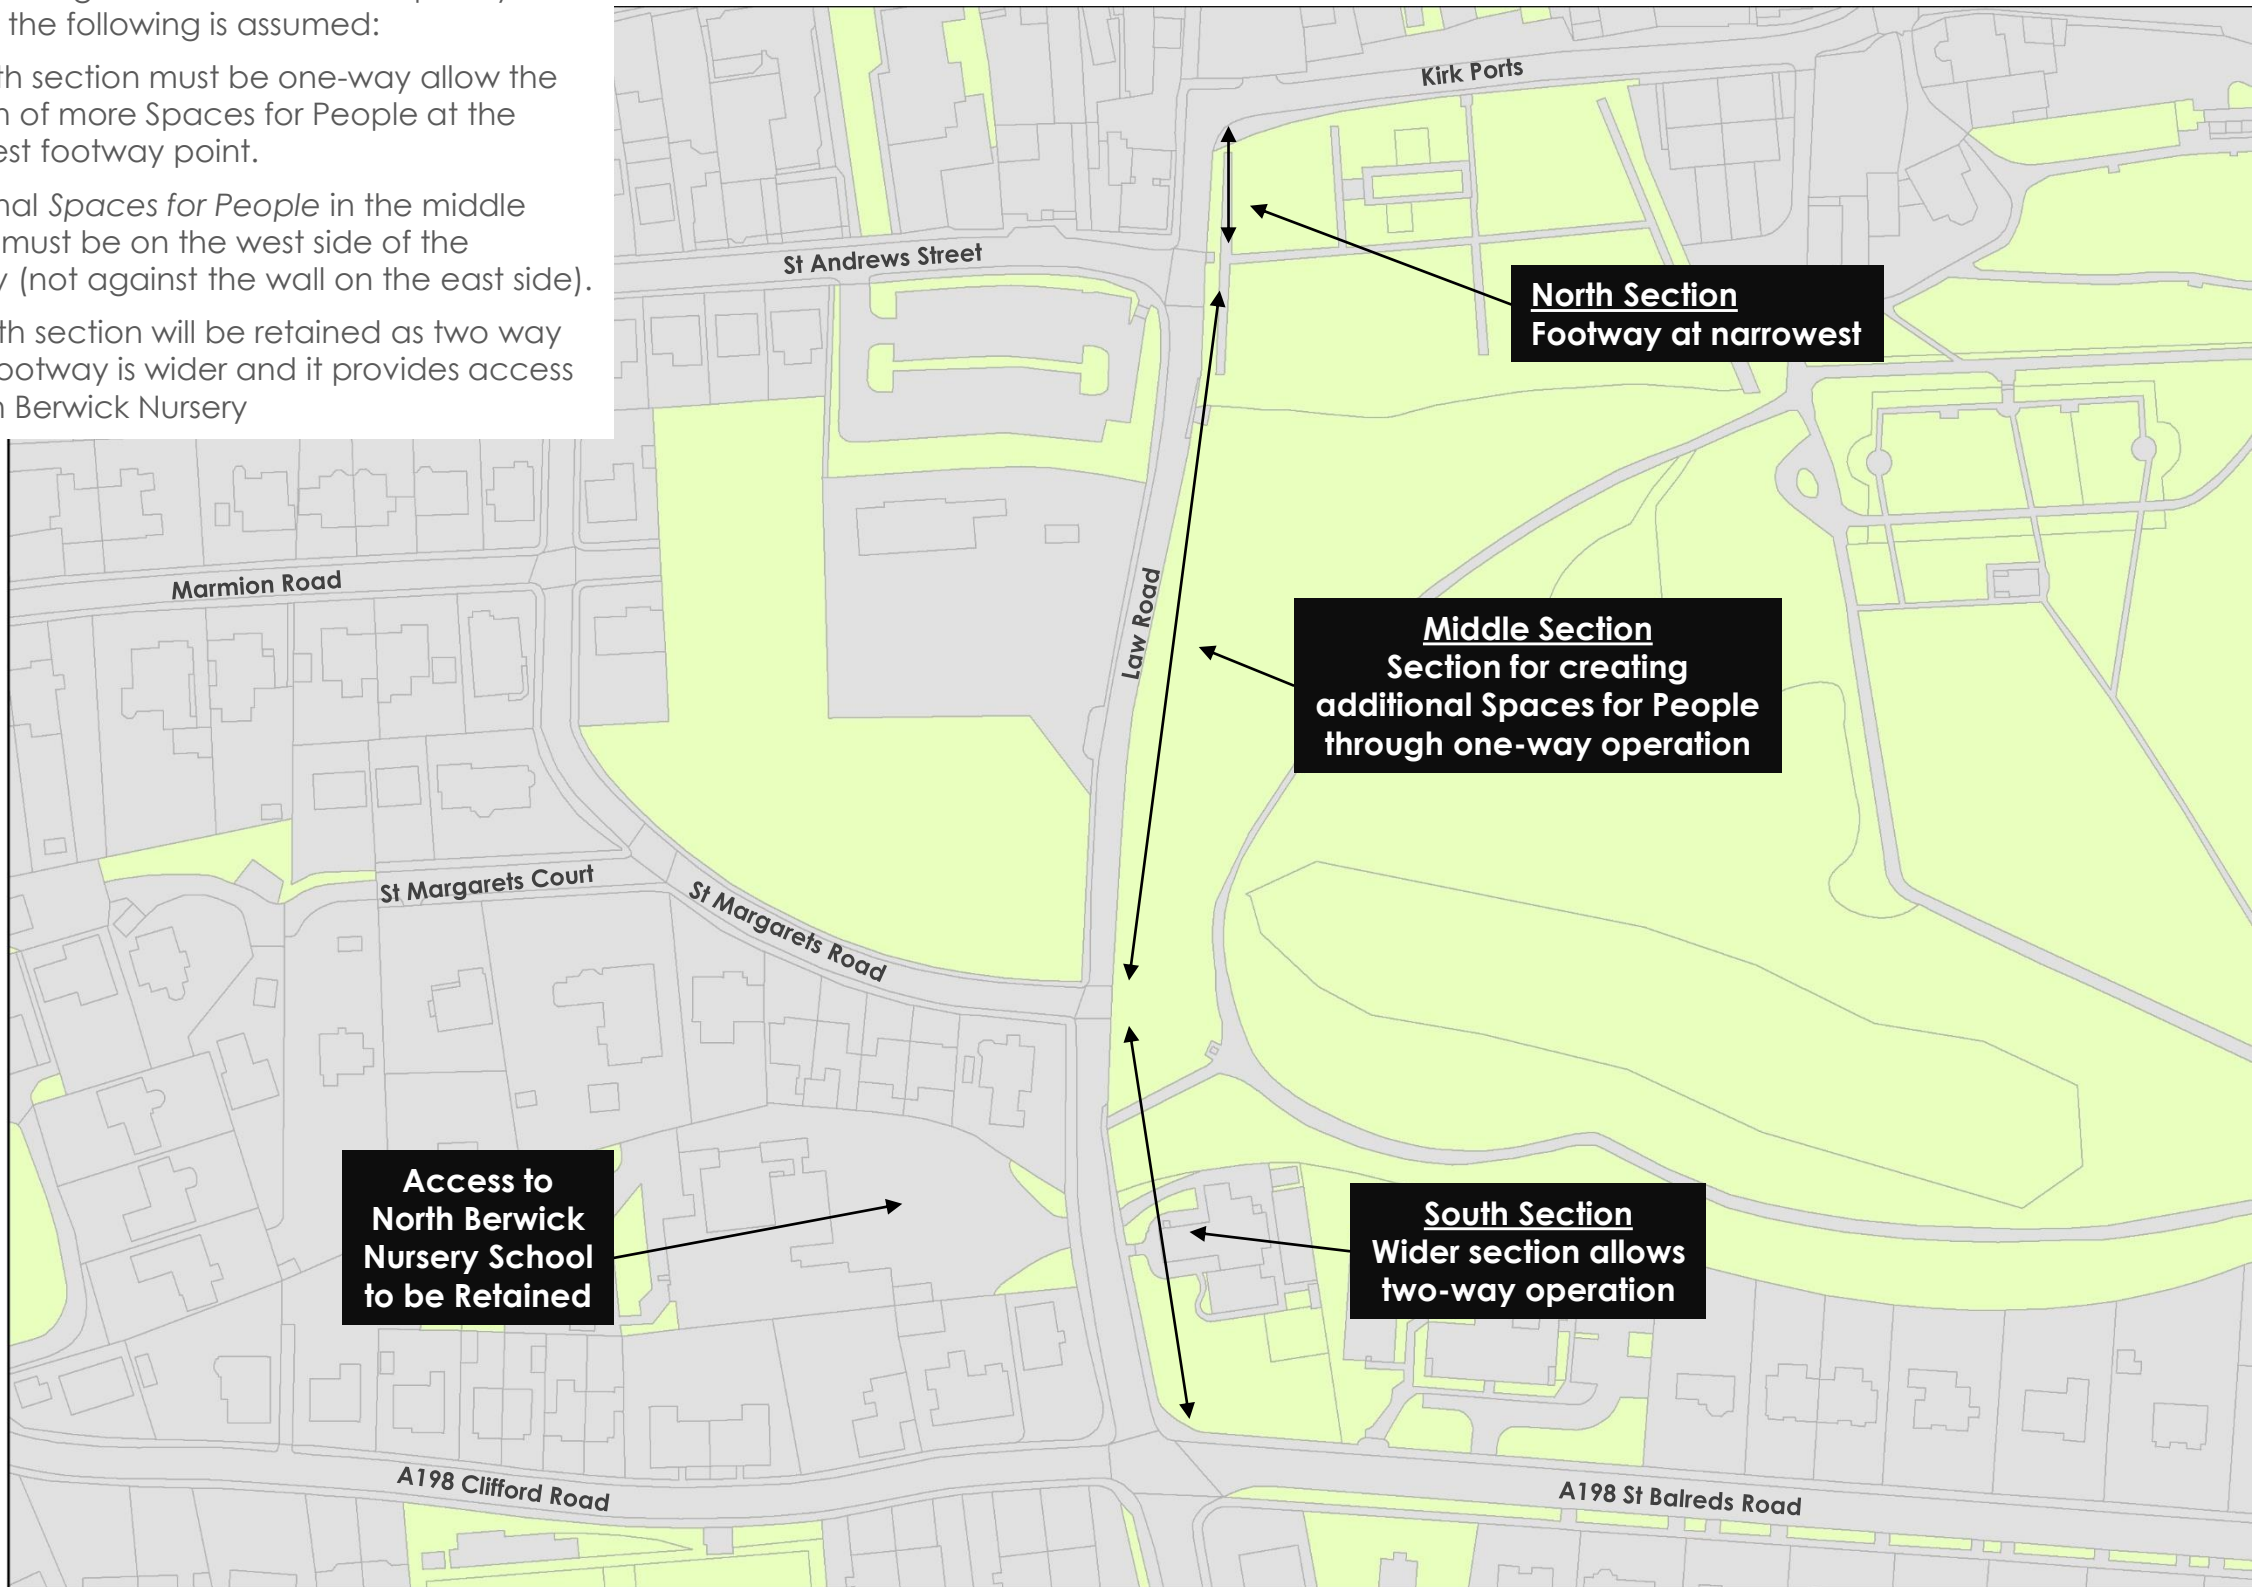 the following is assumed:
section must be one-way allow the
of more Spaces for People at the
footway point.
Spaces for People in the middle
must be on the west side of the
(not against the wall on the east side).
section will be retained as two way
is wider and it provides access
Berwick Nursery
Kirk Ports
St Andrews Street
North Section
Footway at narrowest
Marmion Road
Law Road
Middle Section
Section for creating
additional Spaces for People
through one-way operation
St Margarets Court
St Margarets Road
Access to
North Berwick
Nursery School
to be Retained
South Section
Wider section allows
two-way operation
A198 Clifford Road
A198 St Balreds Road